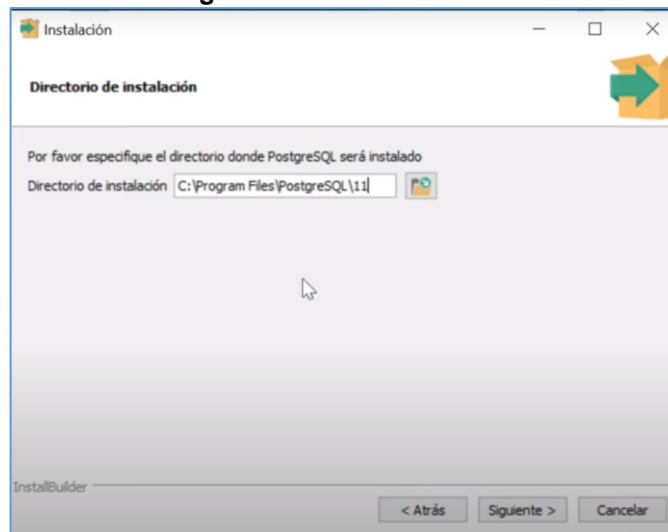 Instalación
Directorio de instalación
Por favor especifique el directorio donde PostgreSQL será instalado
Directorio de instalación C:\Program Files\PostgreSQL\11
InstallBuilder
< Atrás Siguiente > Cancelar